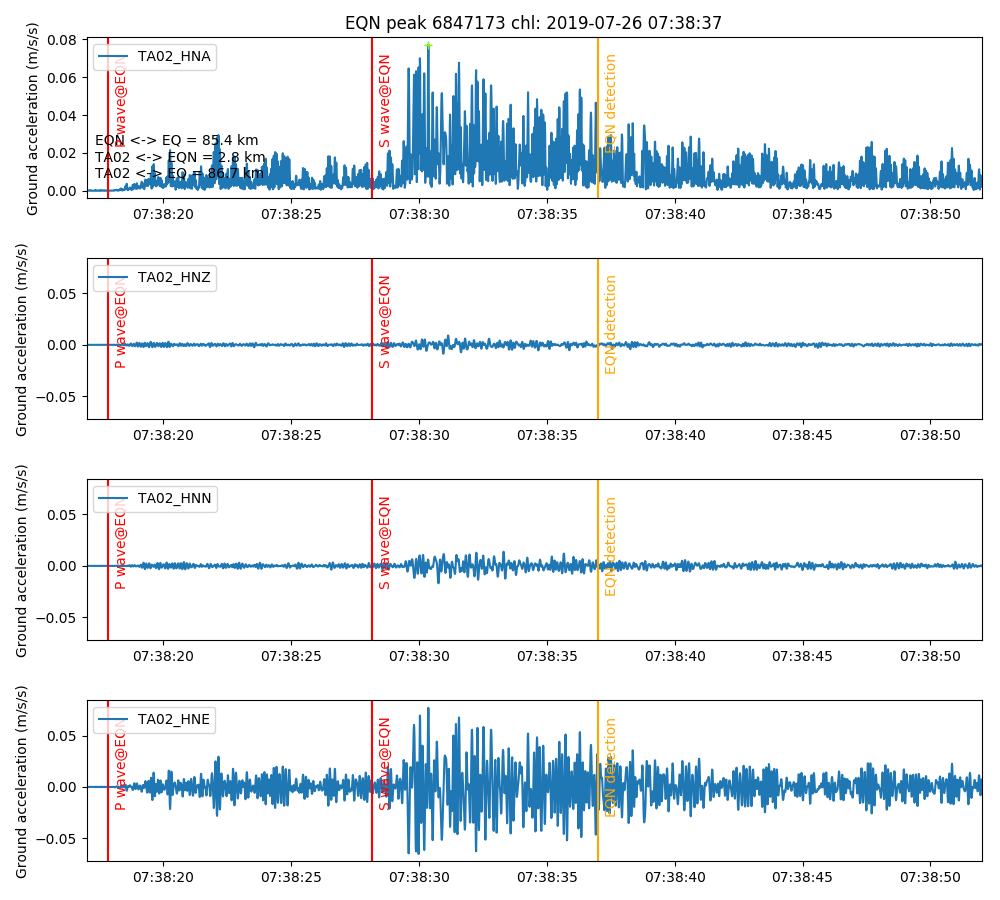 EQN peak 6847173 chl: 2019-07-26 07:38:37
Ground acceleration (m/s/s)
0.08
0.06
0.04
0.02
0.00
TA02_HNA
P wave@EQN
S wave@EQN
EQN detection
EQN <-> EQ = 85.4 km
TA02 <-> EQN = 2.8 km
TA02 <-> EQ = 86.7 km
07:38:20 07:38:25 07:38:30 07:38:35 07:38:40 07:38:45 07:38:50
Ground acceleration (m/s/s)
0.05
0.00
−0.05
TA02_HNZ
P wave@EQN
S wave@EQN
EQN detection
07:38:20 07:38:25 07:38:30 07:38:35 07:38:40 07:38:45 07:38:50
Ground acceleration (m/s/s)
0.05
0.00
−0.05
TA02_HNN
P wave@EQN
S wave@EQN
EQN detection
07:38:20 07:38:25 07:38:30 07:38:35 07:38:40 07:38:45 07:38:50
Ground acceleration (m/s/s)
0.05
0.00
−0.05
TA02_HNE
P wave@EQN
S wave@EQN
EQN detection
07:38:20 07:38:25 07:38:30 07:38:35 07:38:40 07:38:45 07:38:50